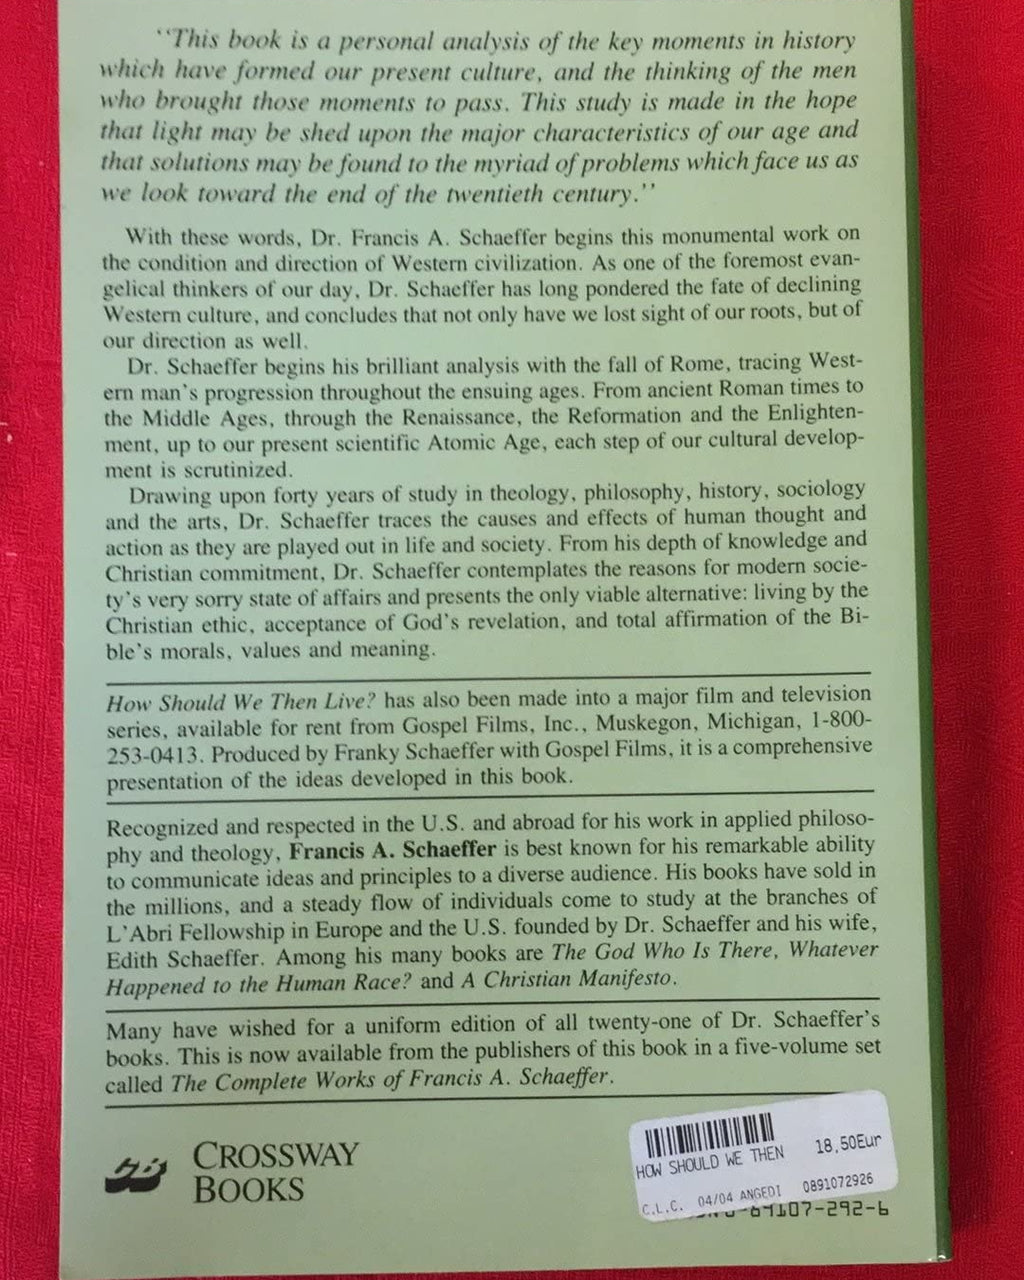 “This book is a personal analysis of the key moments in history
which have formed our present culture, and the thinking of the men
who brought those moments to pass. This study is made in the hope
that light may be shed upon the major characteristics of our age and
that solutions may be found to the myriad of problems which face us as
we look toward the end of the twentieth century.”
With these words, Dr. Francis A. Schaeffer begins this monumental work on
the condition and direction of Western civilization. As one of the foremost evan-
gelical thinkers of our day, Dr. Schaeffer has long pondered the fate of declining
Western culture, and concludes that not only have we lost sight of our roots, but of
our direction as well.
Dr. Schaeffer begins his brilliant analysis with the fall of Rome, tracing West-
ern man's progression throughout the ensuing ages. From ancient Roman times to
the Middle Ages, through the Renaissance, the Reformation and the Enlighten-
ment, up to our present scientific Atomic Age, each step of our cultural develop-
ment is scrutinized.
Drawing upon forty years of study in theology, philosophy, history, sociology
and the arts, Dr. Schaeffer traces the causes and effects of human thought and
action as they are played out in life and society. From his depth of knowledge and
Christian commitment, Dr. Schaeffer contemplates the reasons for modern socie-
ty's very sorry state of affairs and presents the only viable alternative: living by the
Christian ethic, acceptance of God's revelation, and total affirmation of the Bi-
ble's morals, values and meaning.
How Should We Then Live? has also been made into a major film and television
series, available for rent from Gospel Films, Inc., Muskegon, Michigan, 1-800-
253-0413. Produced by Franky Schaeffer with Gospel Films, it is a comprehensive
presentation of the ideas developed in this book.
Recognized and respected in the U.S. and abroad for his work in applied philoso-
phy and theology, Francis A. Schaeffer is best known for his remarkable ability
to communicate ideas and principles to a diverse audience. His books have sold in
the millions, and a steady flow of individuals come to study at the branches of
L'Abri Fellowship in Europe and the U.S. founded by Dr. Schaeffer and his wife,
Edith Schaeffer. Among his many books are The God Who Is There, Whatever
Happened to the Human Race? and A Christian Manifesto.
Many have wished for a uniform edition of all twenty-one of Dr. Schaeffer's
books. This is now available from the publishers of this book in a five-volume set
called The Complete Works of Francis A. Schaeffer.
CROSSWAY
BOOKS
HOW SHOULD WE THEN 18,50Eur
C.L.C. 04/04 ANGEDI 0891072926
107-292-6